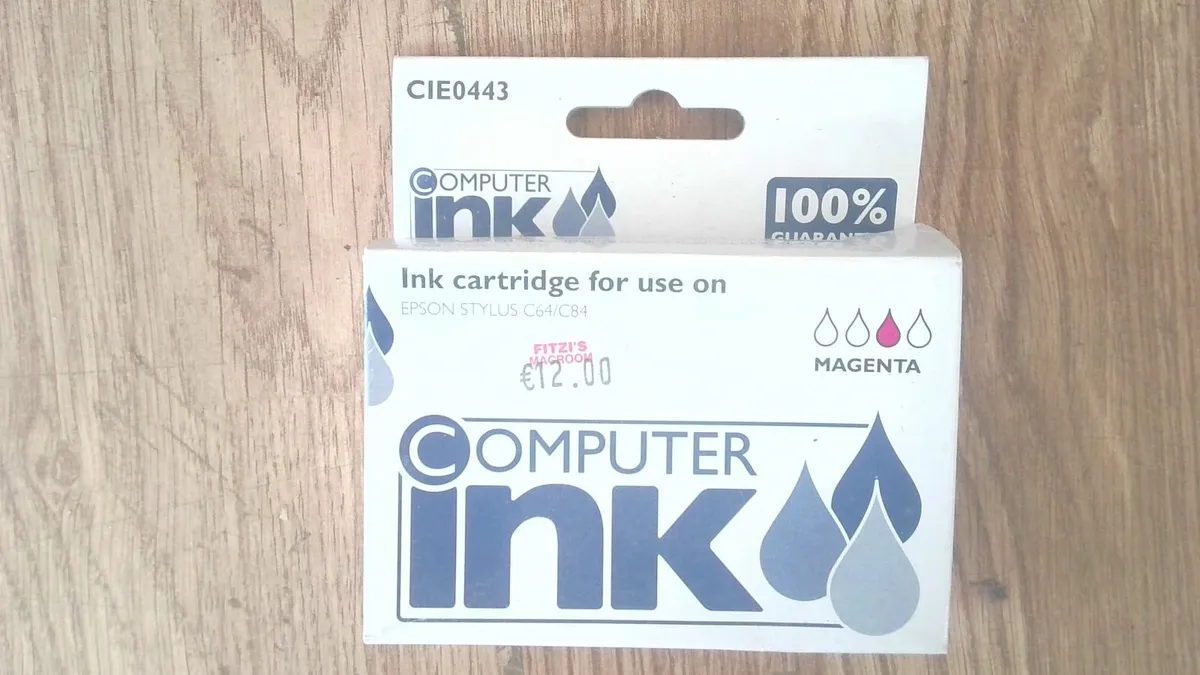 CIE0443
COMPUTER
ink
100%
GUARANTE
Ink cartridge for use on
EPSON STYLUS C64/C84
FITZI'S
MACROOM
€12.00
MAGENTA
COMPUTER
ink